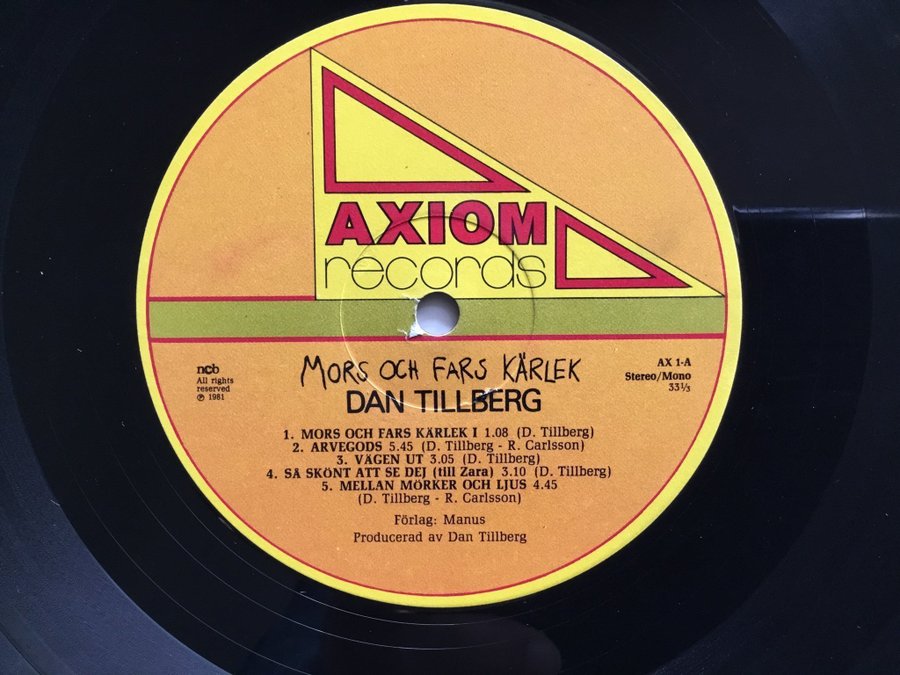 AXIOM
records
MORS OCH FARS KÄRLEK
DAN TILLBERG
ncb
All rights
reserved
℗ 1981
AX 1-A
Stereo/Mono
33⅓
1. MORS OCH FARS KÄRLEK I 1.08 (D. Tillberg)
2. ARVEGODS 5.45 (D. Tillberg - R. Carlsson)
3. VÄGEN UT 3.05 (D. Tillberg)
4. SÅ SKÖNT ATT SE DEJ (till Zara) 3.10 (D. Tillberg)
5. MELLAN MÖRKER OCH LJUS 4.45
(D. Tillberg - R. Carlsson)
Förlag: Manus
Producerad av Dan Tillberg